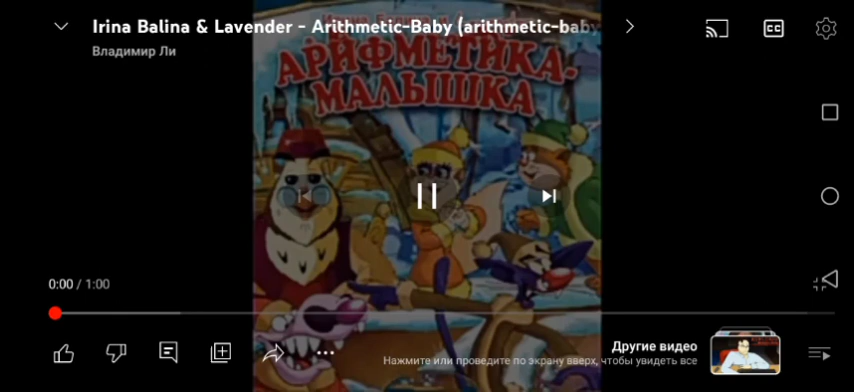 Irina Balina & Lavender - Arithmetic-Baby (arithmetic-baby
Владимир Ли
CC
АРИФМЕТИКА-
МАЛЫШКА
0:00 / 1:00
Другие видео
Нажмите или проведите по экрану вверх, чтобы увидеть все